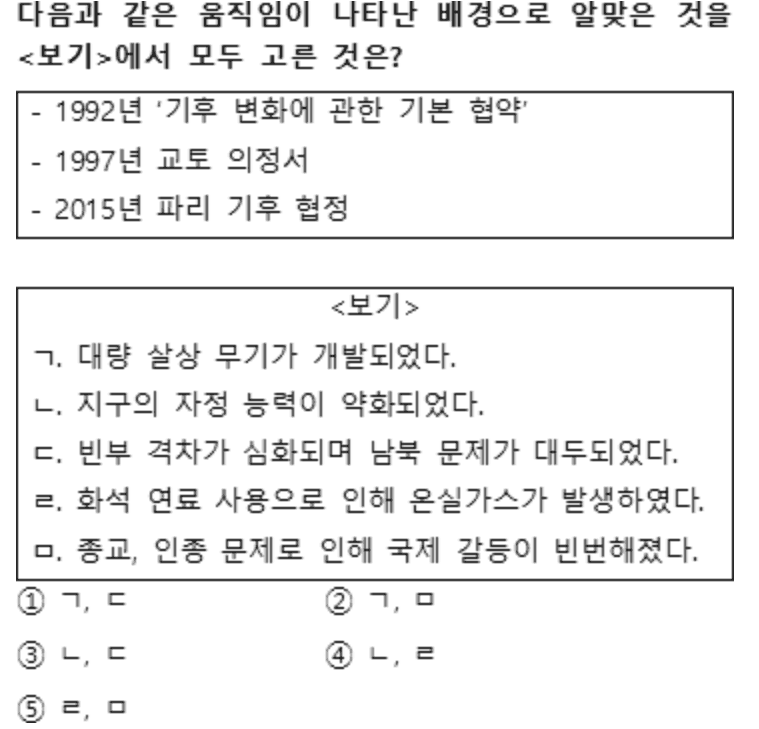 다음과 같은 움직임이 나타난 배경으로 알맞은 것을
<보기>에서 모두 고른 것은?
- 1992년 '기후 변화에 관한 기본 협약'
- 1997년 교토 의정서
- 2015년 파리 기후 협정
<보기>
ㄱ. 대량 살상 무기가 개발되었다.
ㄴ. 지구의 자정 능력이 약화되었다.
ㄷ. 빈부 격차가 심화되며 남북 문제가 대두되었다.
ㄹ. 화석 연료 사용으로 인해 온실가스가 발생하였다.
ㅁ. 종교, 인종 문제로 인해 국제 갈등이 빈번해졌다.
① ㄱ, ㄷ ② ㄱ, ㅁ
③ ㄴ, ㄷ ④ ㄴ, ㄹ
⑤ ㄹ, ㅁ